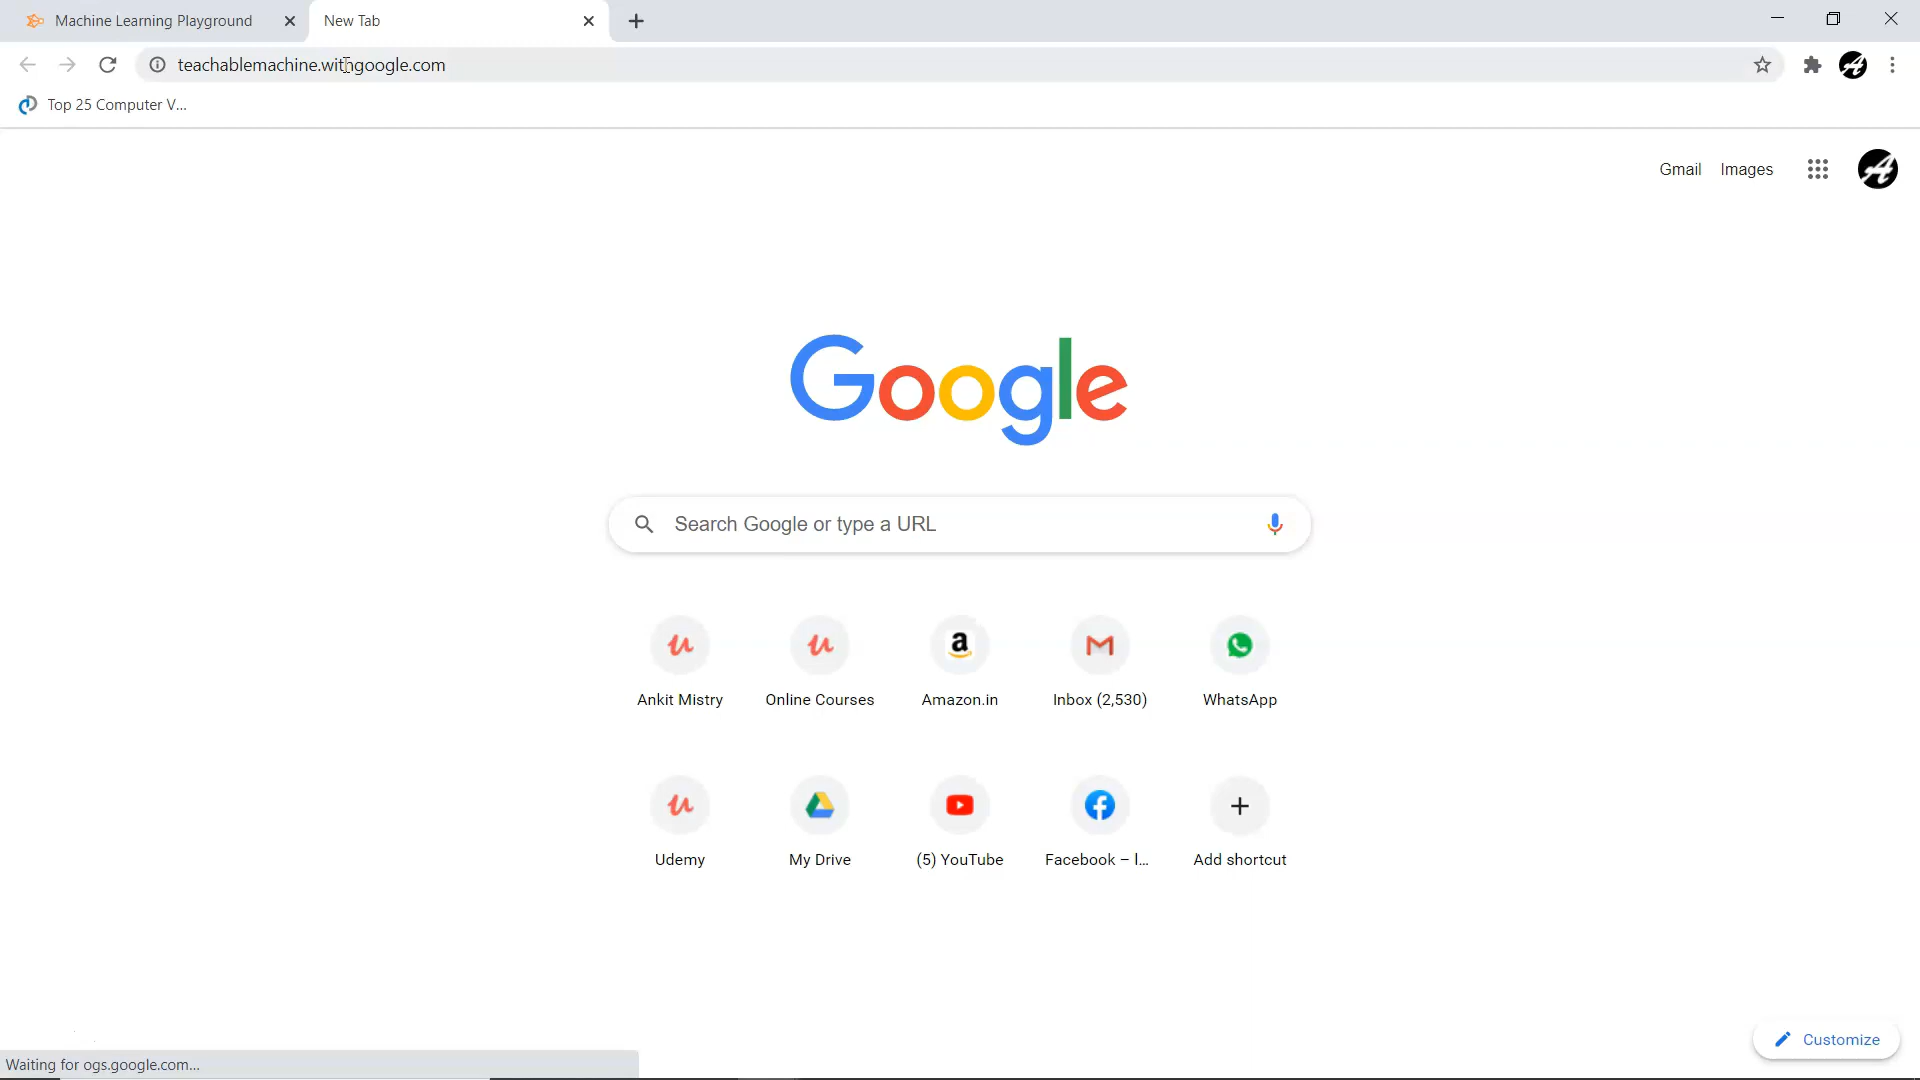 Machine Learning Playground
New Tab
teachablemachine.withgoogle.com
Top 25 Computer V...
Gmail Images
Google
Search Google or type a URL
Ankit Mistry
Online Courses
Amazon.in
Inbox (2,530)
WhatsApp
Udemy
My Drive
(5) YouTube
Facebook – l...
Add shortcut
Customize
Waiting for ogs.google.com...